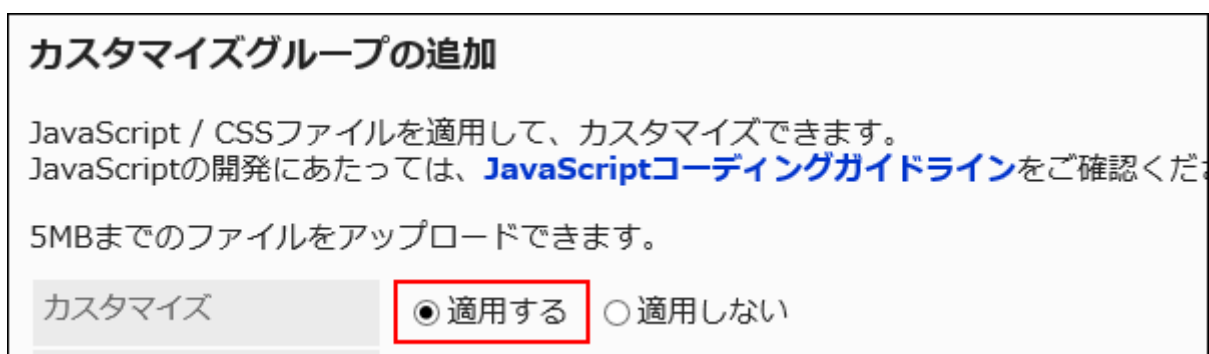 カスタマイズグループの追加
JavaScript / CSSファイルを適用して、カスタマイズできます。
JavaScriptの開発にあたっては、JavaScriptコーディングガイドラインをご確認くだ
5MBまでのファイルをアップロードできます。
カスタマイズ 適用する 適用しない